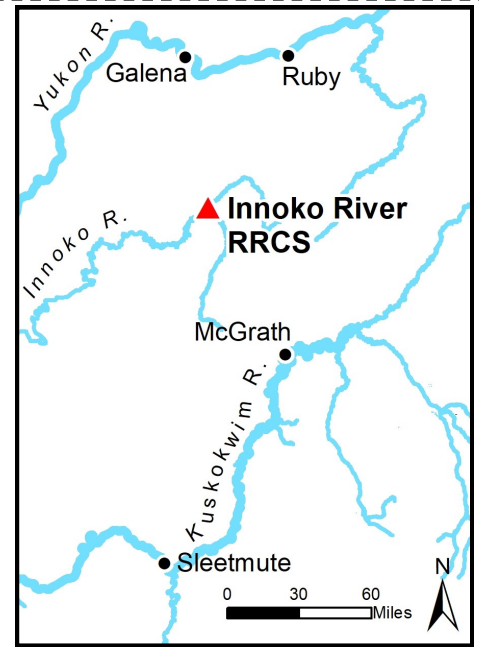 Yukon R.
Galena
Ruby
Innoko R.
Innoko River
RRCS
McGrath
Kuskokwim R.
Sleetmute
N
0 30 60
Miles